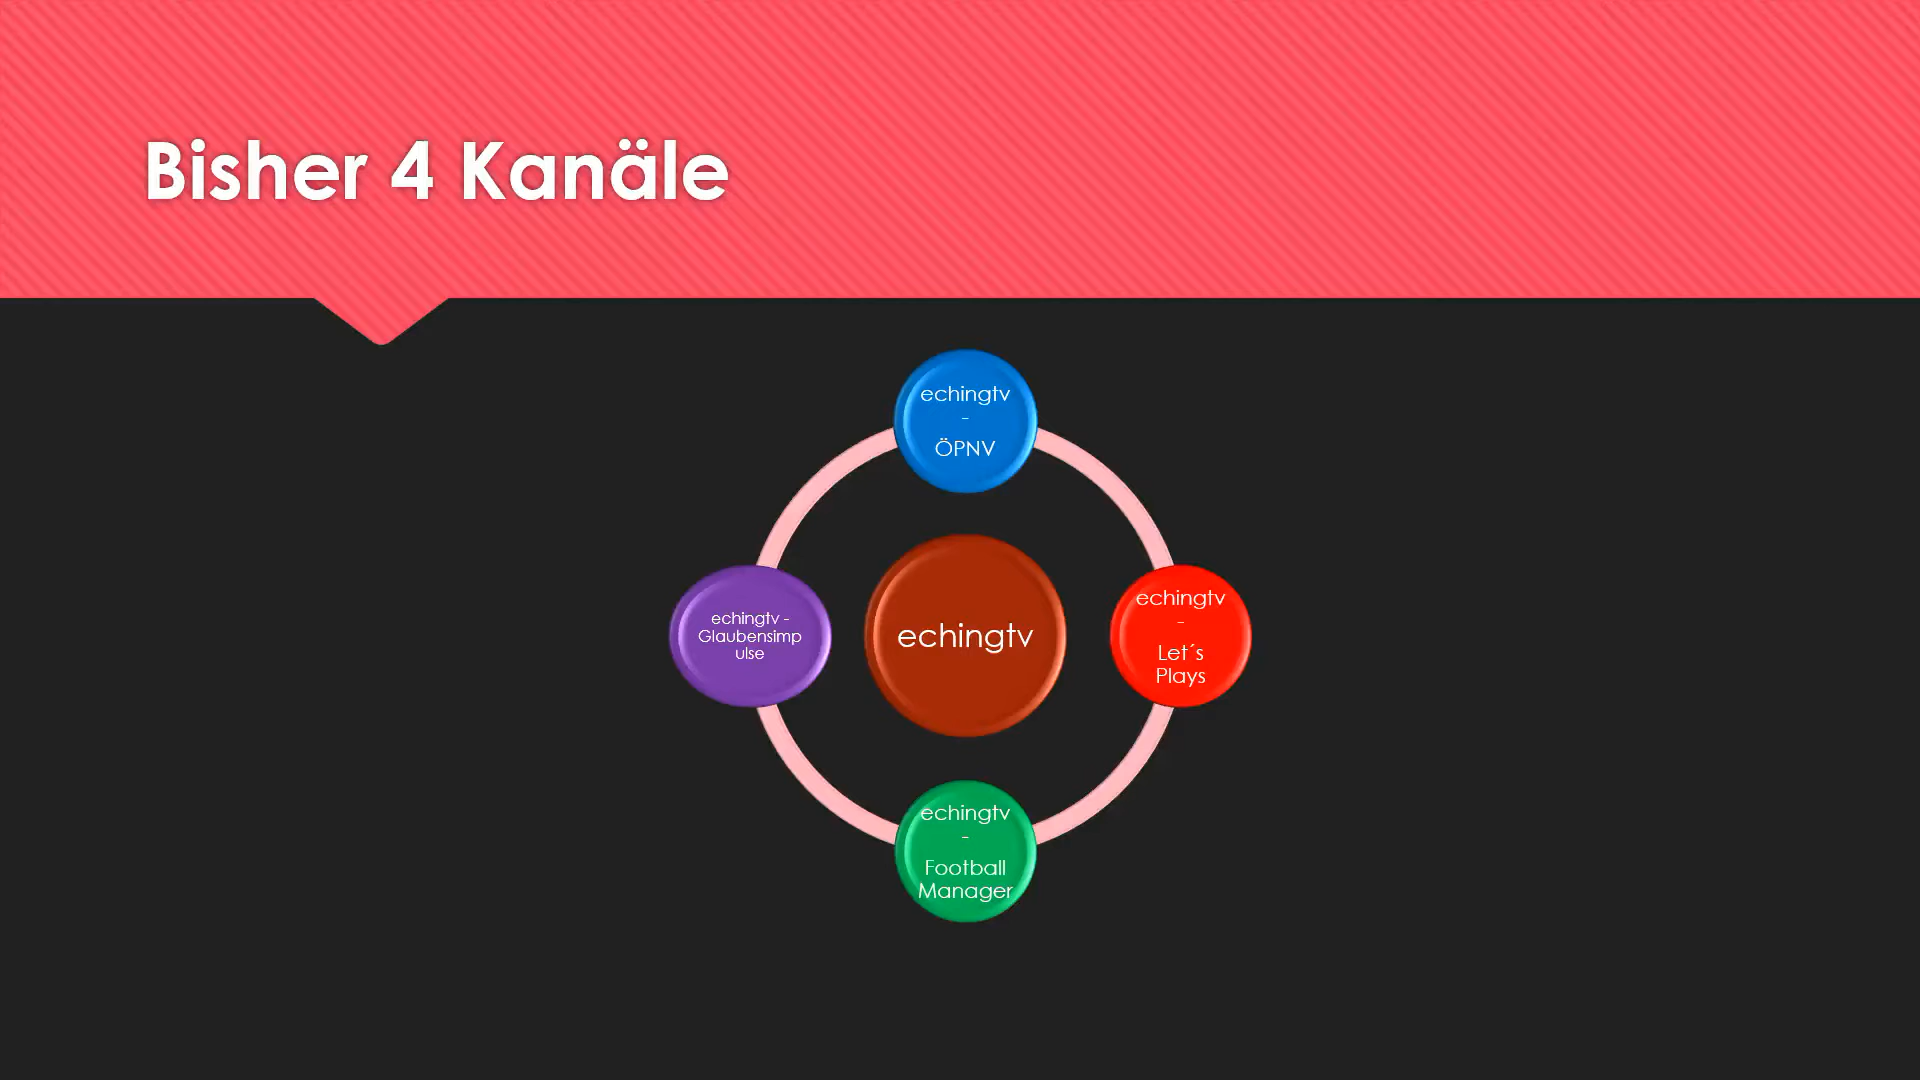 Bisher 4 Kanäle
echingtv
-
ÖPNV
echingtv -
Glaubensimp
ulse
echingtv
echingtv
-
Let´s
Plays
echingtv
-
Football
Manager